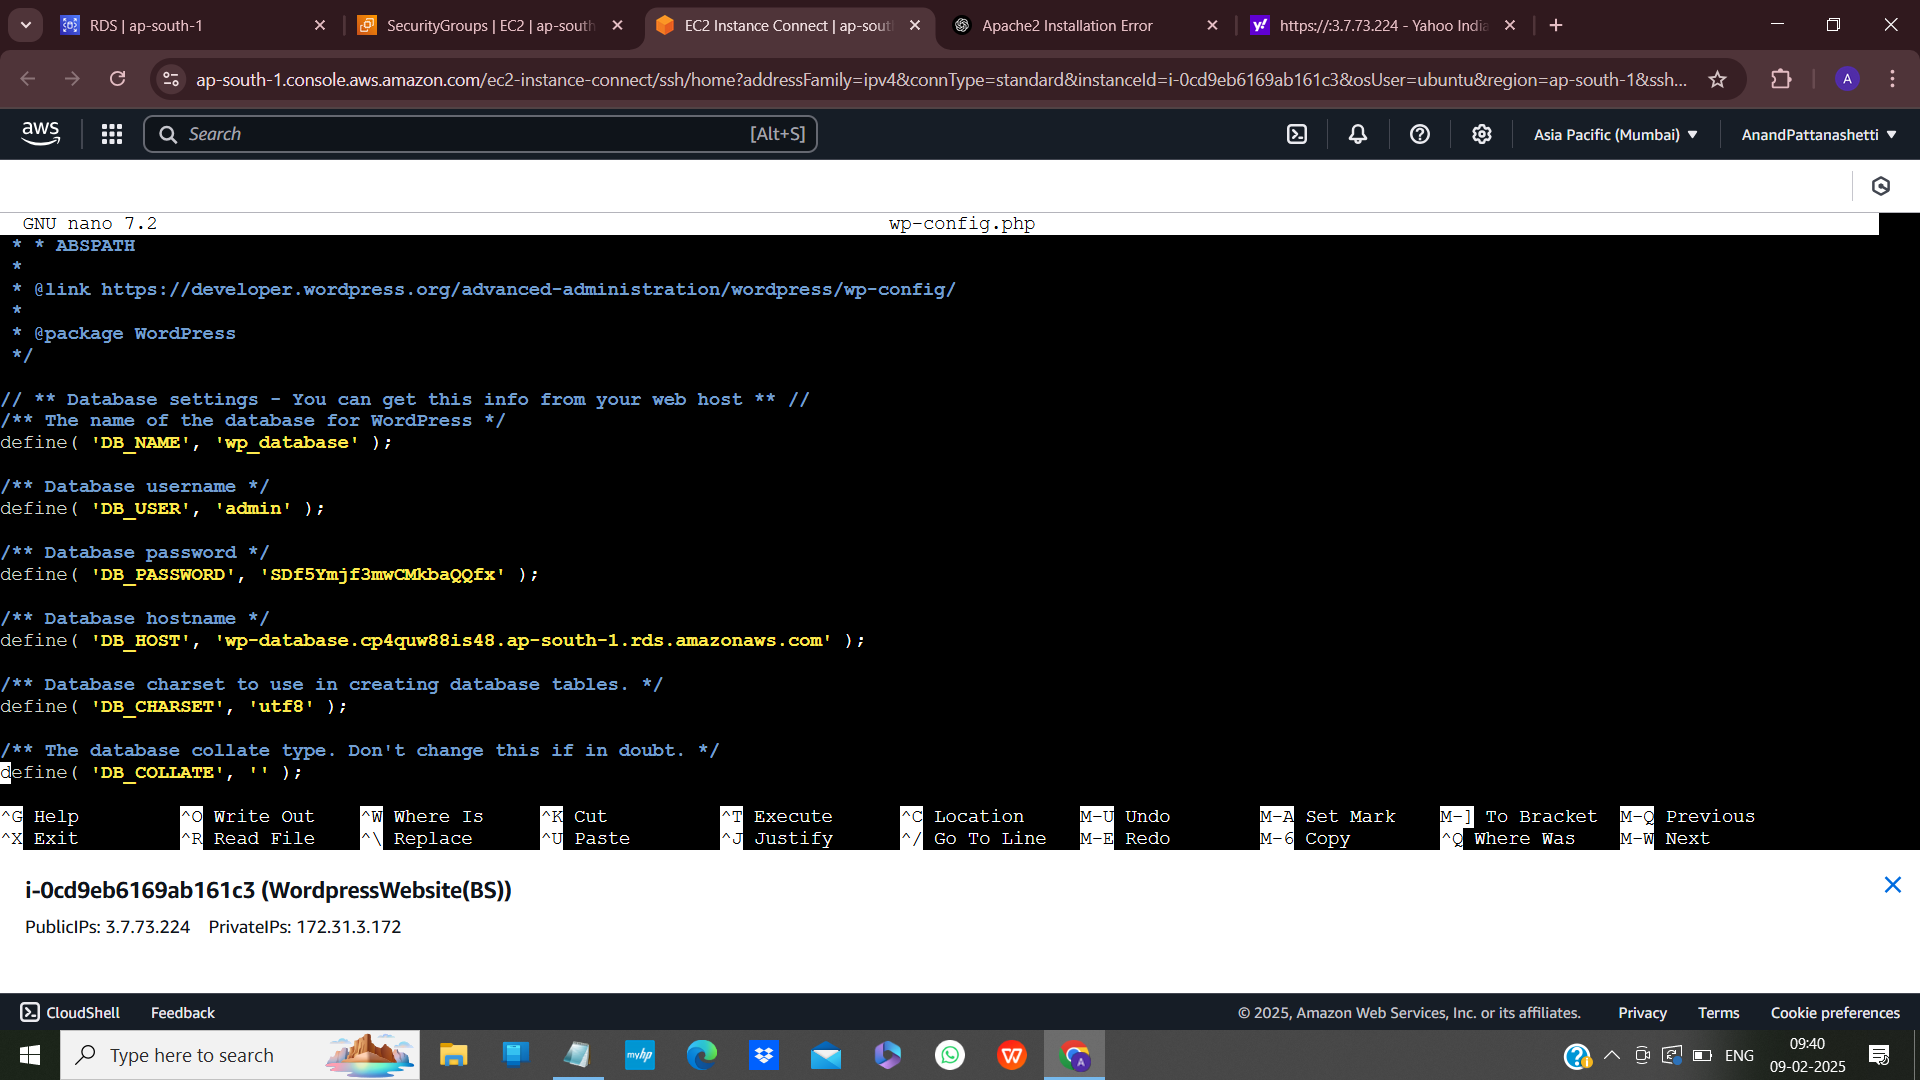 RDS | ap-south-1
SecurityGroups | EC2 | ap-south
EC2 Instance Connect | ap-sout
Apache2 Installation Error
https://:3.7.73.224 - Yahoo India
ap-south-1.console.aws.amazon.com/ec2-instance-connect/ssh/home?addressFamily=ipv4&connType=standard&instanceId=i-0cd9eb6169ab161c3&osUser=ubuntu&region=ap-south-1&ssh...
A
aws
Search
[Alt+S]
Asia Pacific (Mumbai)
AnandPattanashetti
GNU nano 7.2 wp-config.php
* * ABSPATH
*
* @link https://developer.wordpress.org/advanced-administration/wordpress/wp-config/
*
* @package WordPress
*/
// ** Database settings - You can get this info from your web host ** //
/** The name of the database for WordPress */
define( 'DB_NAME', 'wp_database' );
/** Database username */
define( 'DB_USER', 'admin' );
/** Database password */
define( 'DB_PASSWORD', 'SDf5Ymjf3mwCMkbaQQfx' );
/** Database hostname */
define( 'DB_HOST', 'wp-database.cp4quw88is48.ap-south-1.rds.amazonaws.com' );
/** Database charset to use in creating database tables. */
define( 'DB_CHARSET', 'utf8' );
/** The database collate type. Don't change this if in doubt. */
define( 'DB_COLLATE', '' );
^G Help ^O Write Out ^W Where Is ^K Cut ^T Execute ^C Location M-U Undo M-A Set Mark M-] To Bracket M-Q Previous
^X Exit ^R Read File ^\ Replace ^U Paste ^J Justify ^/ Go To Line M-E Redo M-6 Copy ^Q Where Was M-W Next
i-0cd9eb6169ab161c3 (WordpressWebsite(BS))
PublicIPs: 3.7.73.224 PrivateIPs: 172.31.3.172
CloudShell Feedback © 2025, Amazon Web Services, Inc. or its affiliates. Privacy Terms Cookie preferences
Type here to search
myhp
ENG
09:40
09-02-2025